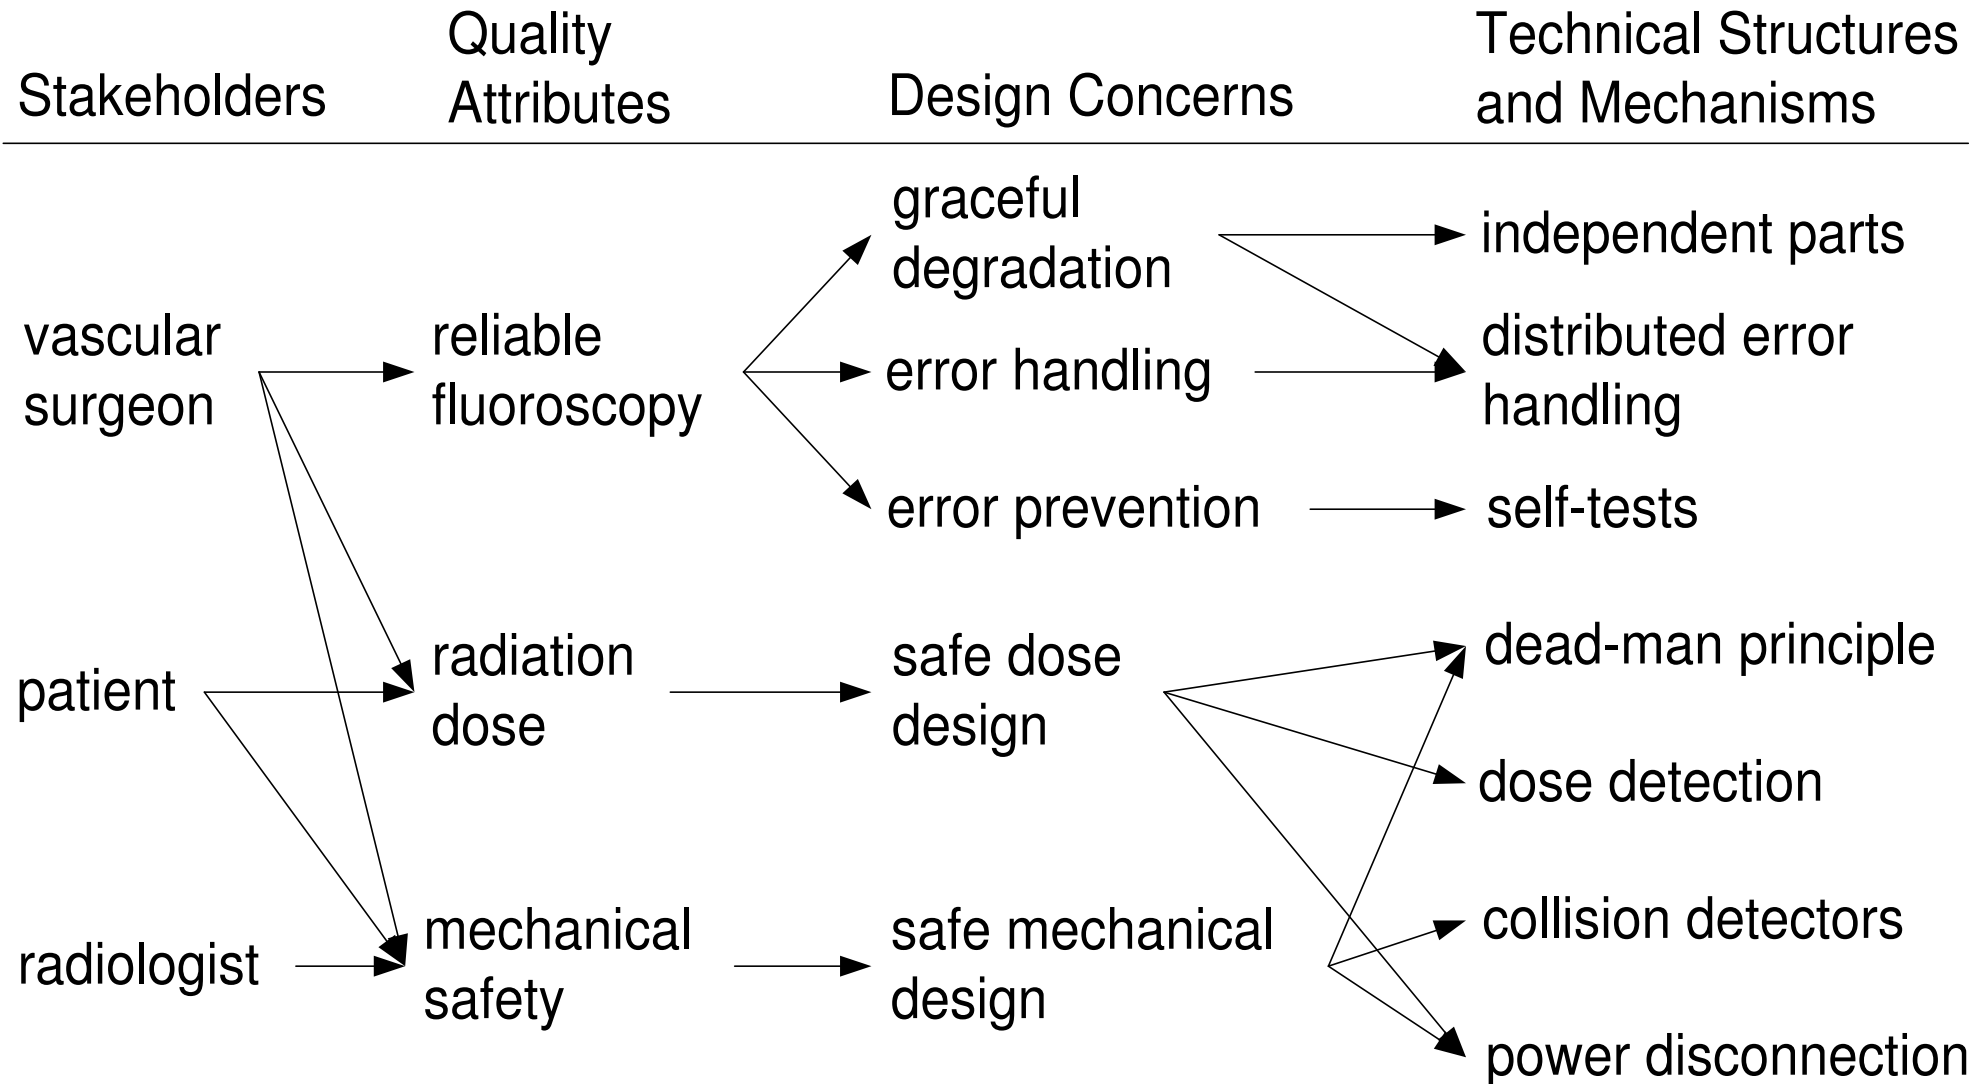 Stakeholders
Quality
Attributes
Design Concerns
Technical Structures
and Mechanisms
vascular
surgeon
reliable
fluoroscopy
graceful
degradation
error handling
error prevention
independent parts
distributed error
handling
self-tests
patient
radiation
dose
safe dose
design
dead-man principle
dose detection
radiologist
mechanical
safety
safe mechanical
design
collision detectors
power disconnection